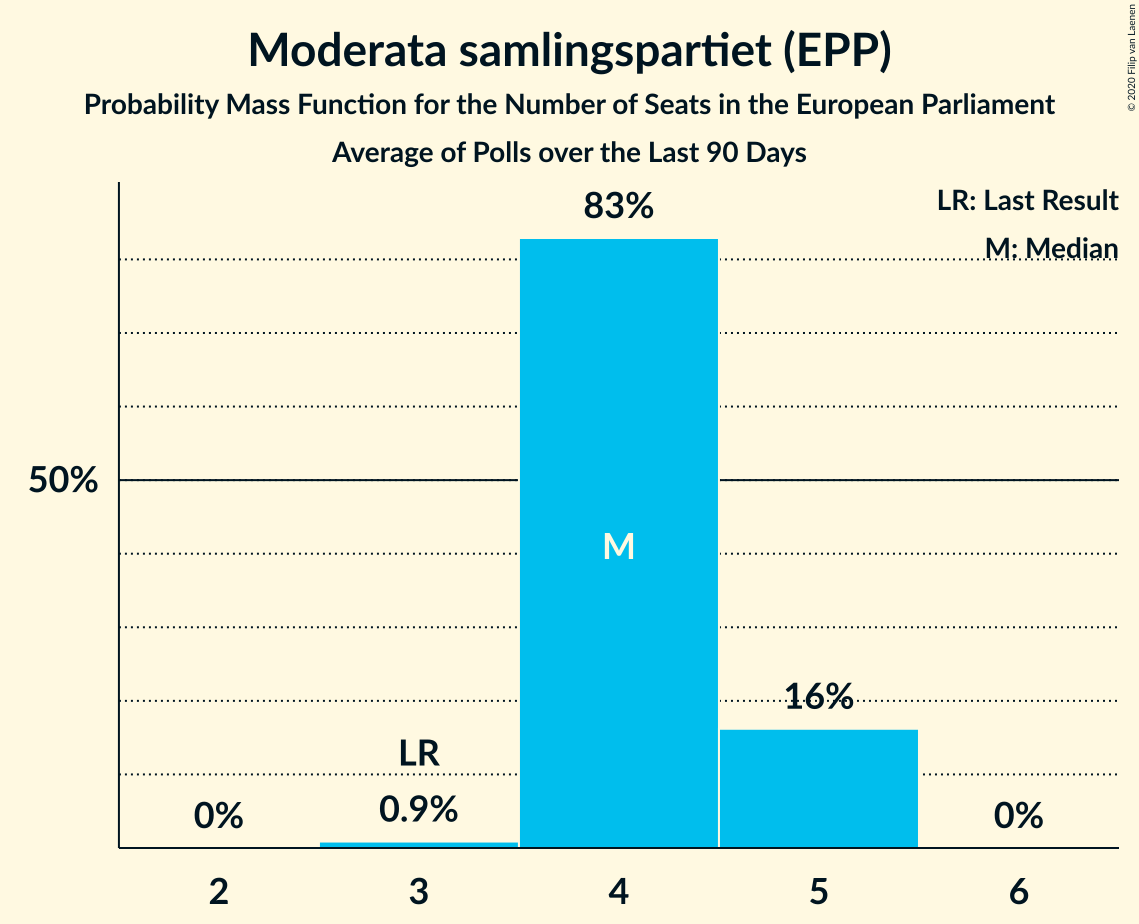 Moderata samlingspartiet (EPP)
Probability Mass Function for the Number of Seats in the European Parliament
Average of Polls over the Last 90 Days
© 2020 Filip van Laenen
LR: Last Result
M: Median
83%
50%
M
16%
LR
0%
0.9%
0%
2
3
4
5
6